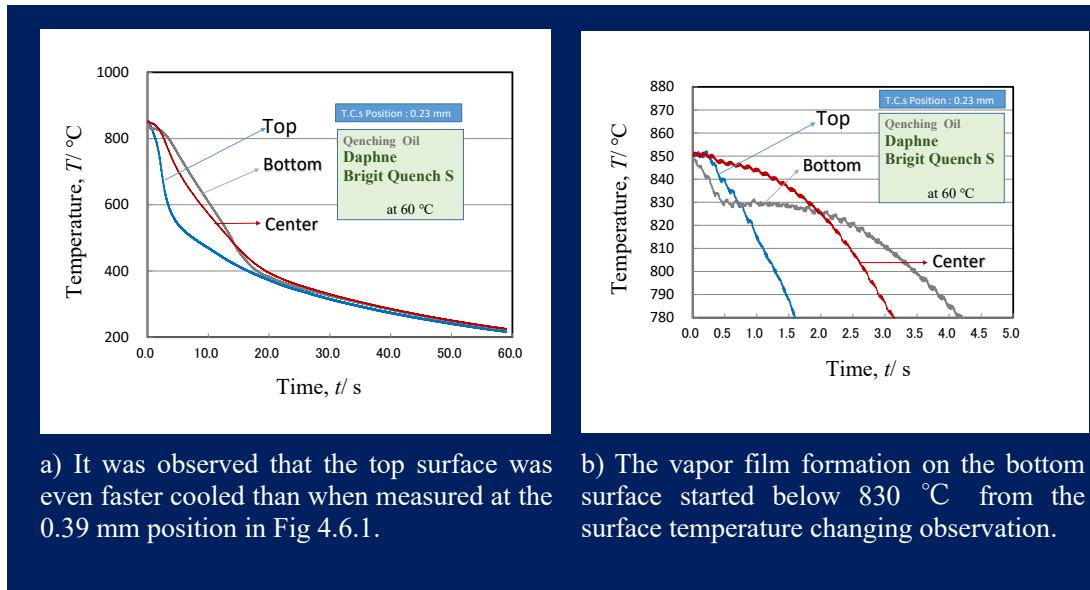 1000
800
600
400
200
0.0
10.0
20.0
30.0
40.0
50.0
60.0
Temperature, T/ °C
Time, t/ s
T.C.s Position : 0.23 mm
Qenching Oil
Daphne
Brigit Quench S
at 60 °C
Top
Bottom
Center
a) It was observed that the top surface was
even faster cooled than when measured at the
0.39 mm position in Fig 4.6.1.
880
870
860
850
840
830
820
810
800
790
780
0.0
0.5
1.0
1.5
2.0
2.5
3.0
3.5
4.0
4.5
5.0
Temperature, T/ °C
Time, t/ s
T.C.s Position : 0.23 mm
Qenching Oil
Daphne
Brigit Quench S
at 60 °C
Top
Bottom
Center
b) The vapor film formation on the bottom
surface started below 830 °C from the
surface temperature changing observation.